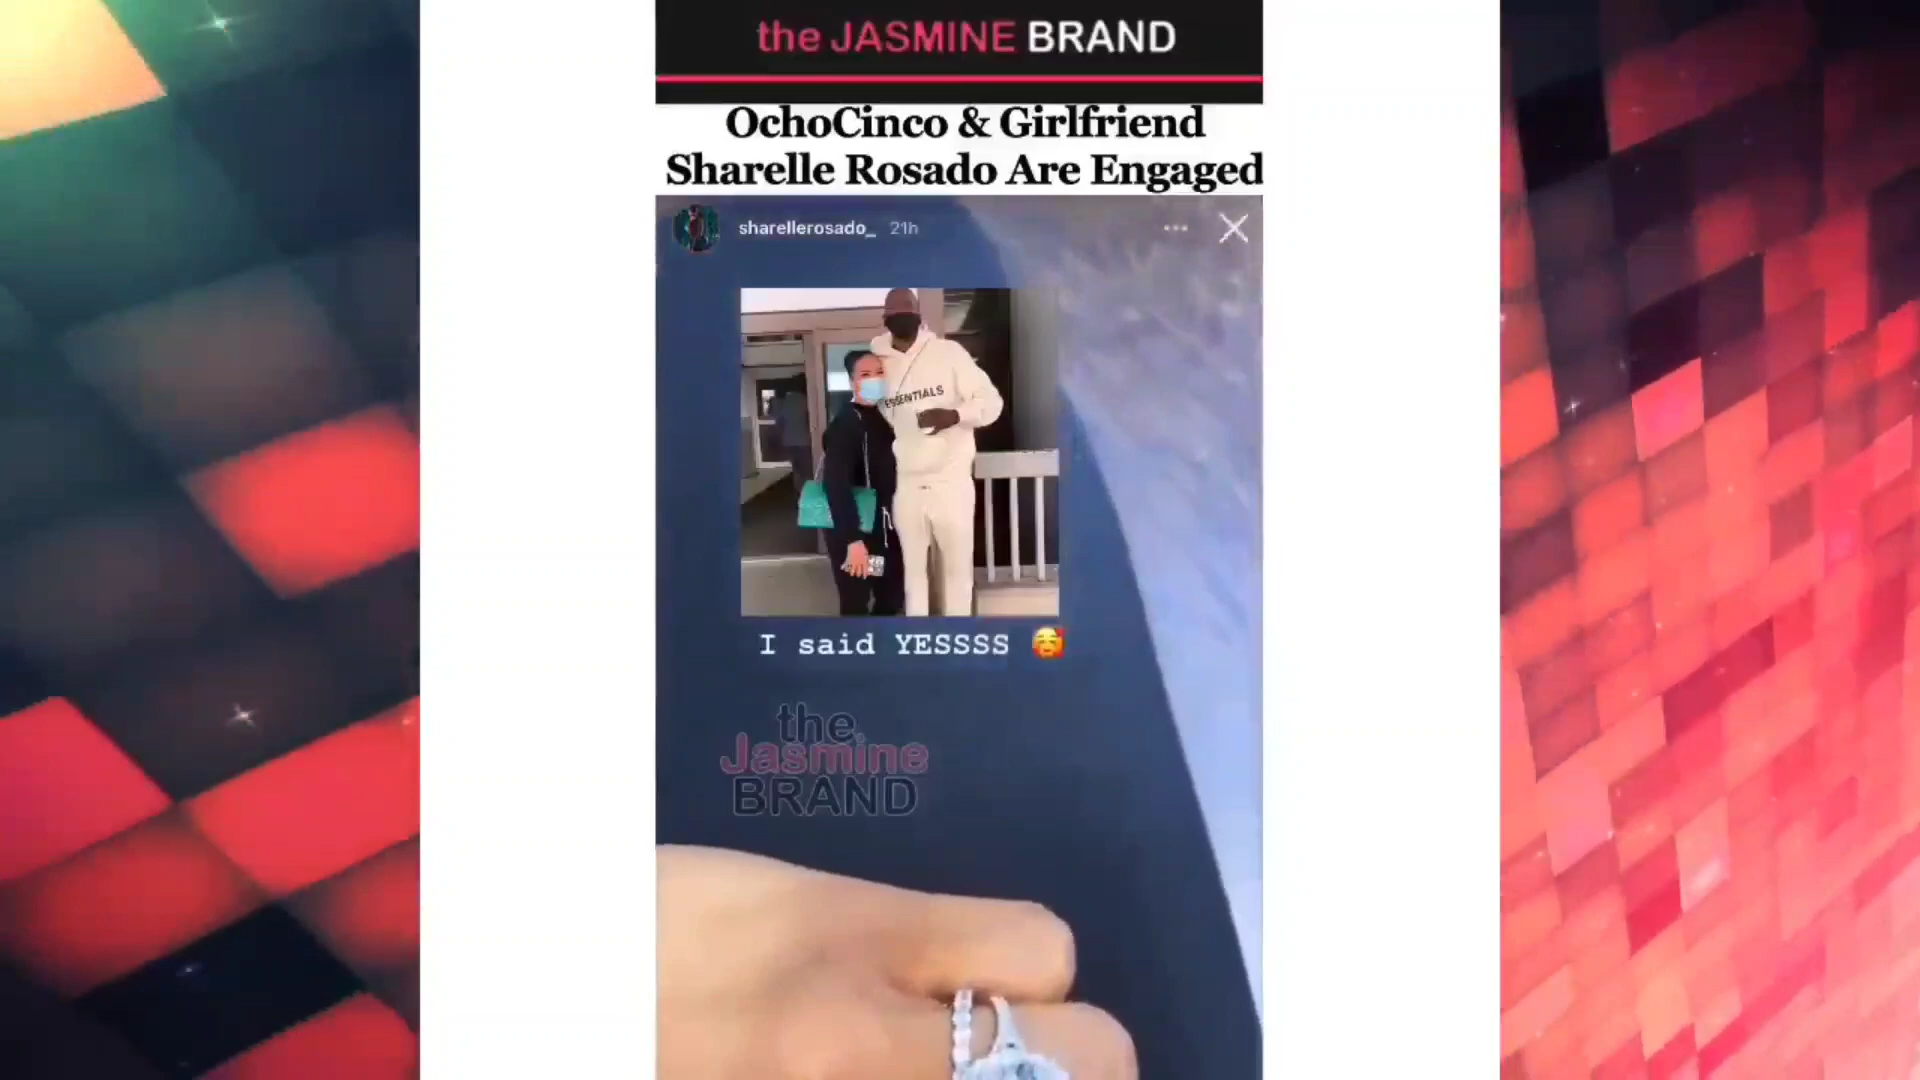 the JASMINE BRAND
OchoCinco & Girlfriend
Sharelle Rosado Are Engaged
sharellerosado_ 21h
ESSENTIALS
I said YESSSS 🥰
the
Jasmine
BRAND